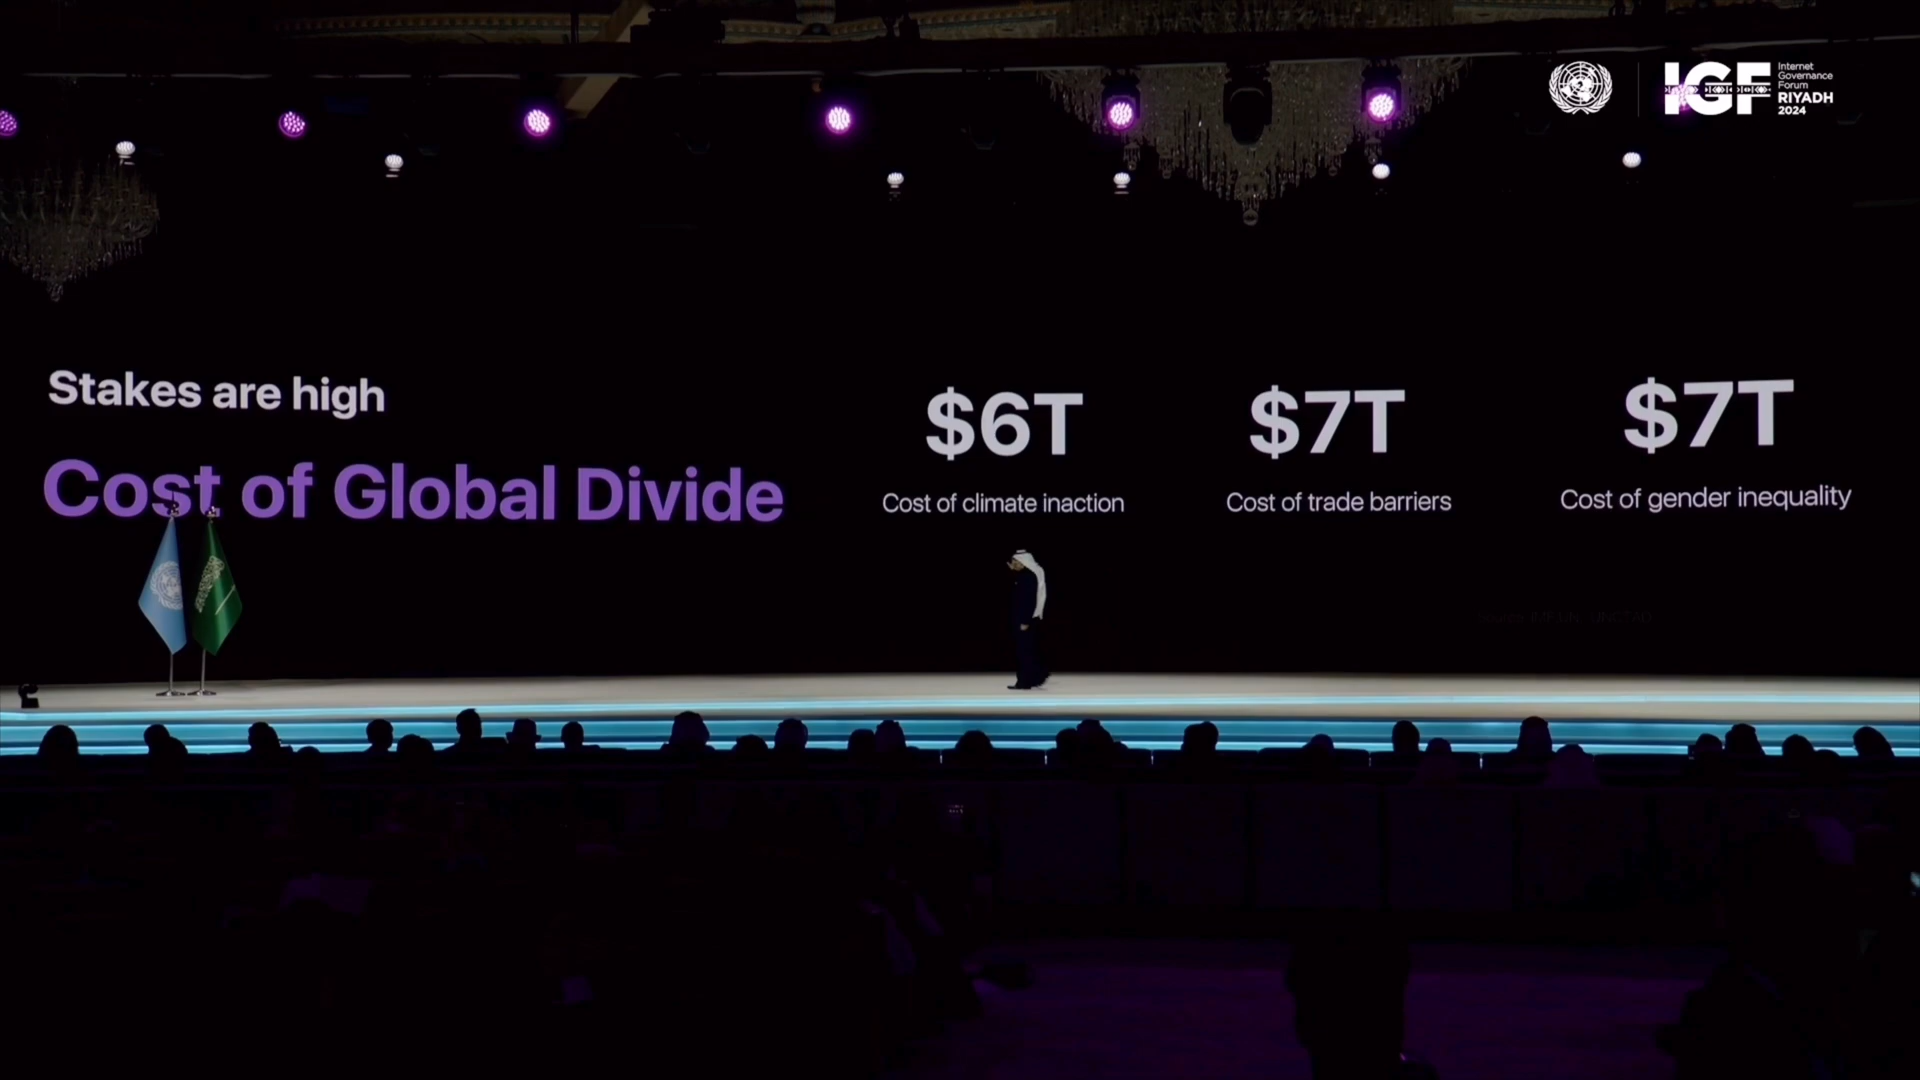 Internet
Governance
Forum
RIYADH
2024
IGF
Stakes are high
Cost of Global Divide
$6T
Cost of climate inaction
$7T
Cost of trade barriers
$7T
Cost of gender inequality